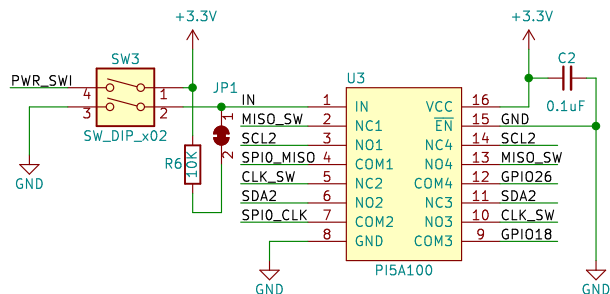 +3.3V
+3.3V
SW3
PWR_SWI
4
1
3
2
SW_DIP_x02
GND
JP1
1
2
R6
10K
U3
C2
0.1uF
IN
1
IN
VCC
16
MISO_SW
2
NC1
EN
15
GND
SCL2
3
NO1
NC4
14
SCL2
SPI0_MISO
4
COM1
NO4
13
MISO_SW
CLK_SW
5
NC2
COM4
12
GPIO26
SDA2
6
NO2
NC3
11
SDA2
SPI0_CLK
7
COM2
NO3
10
CLK_SW
8
GND
COM3
9
GPIO18
PI5A100
GND
GND